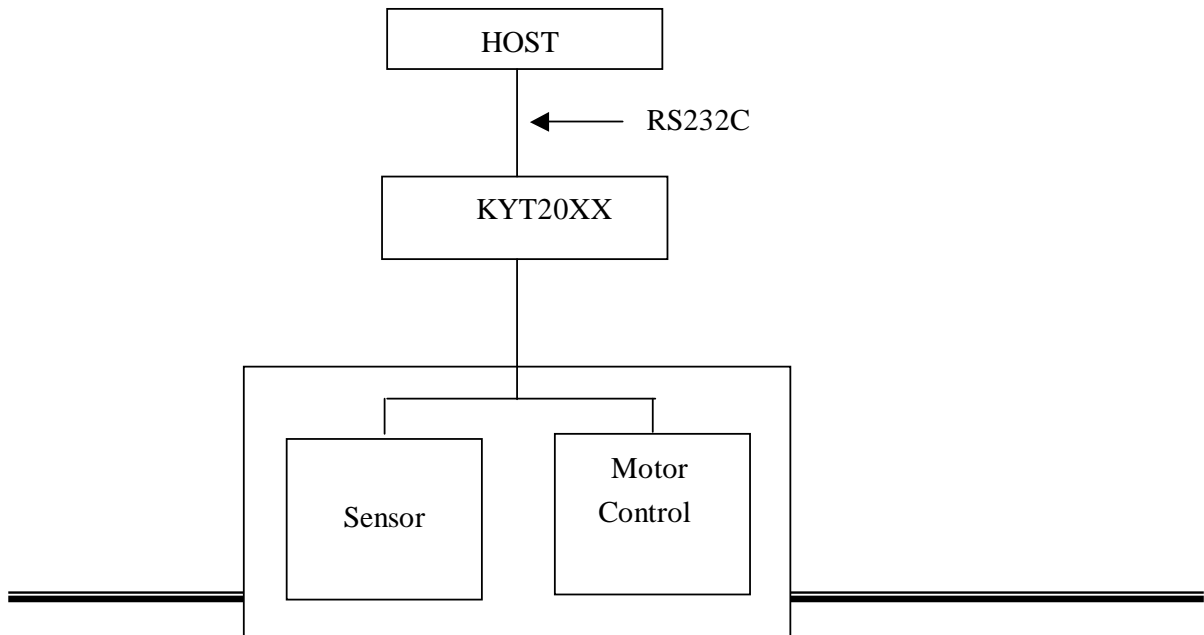 HOST
RS232C
KYT20XX
Sensor
Motor
Control